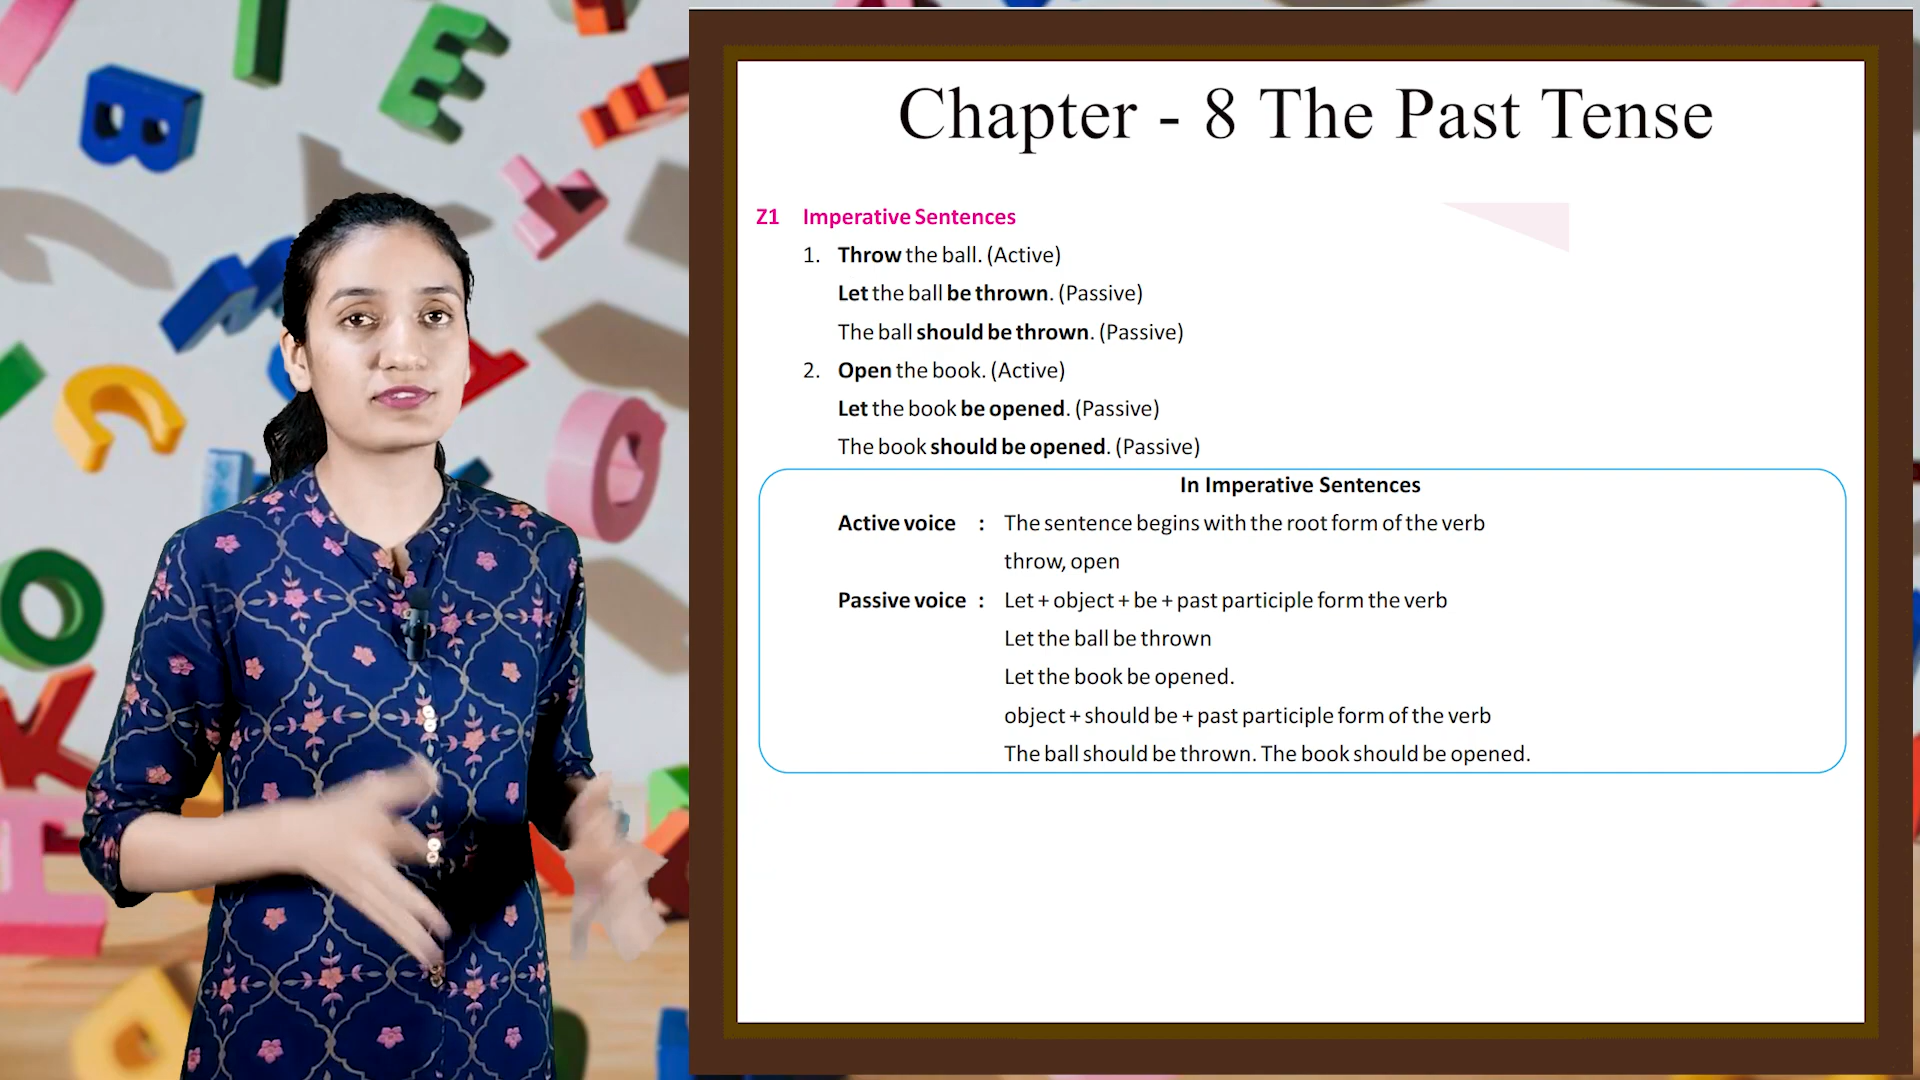 Chapter - 8 The Past Tense
Z1 Imperative Sentences
1. Throw the ball. (Active)
Let the ball be thrown. (Passive)
The ball should be thrown. (Passive)
2. Open the book. (Active)
Let the book be opened. (Passive)
The book should be opened. (Passive)
In Imperative Sentences
Active voice : The sentence begins with the root form of the verb
throw, open
Passive voice : Let + object + be + past participle form the verb
Let the ball be thrown
Let the book be opened.
object + should be + past participle form of the verb
The ball should be thrown. The book should be opened.